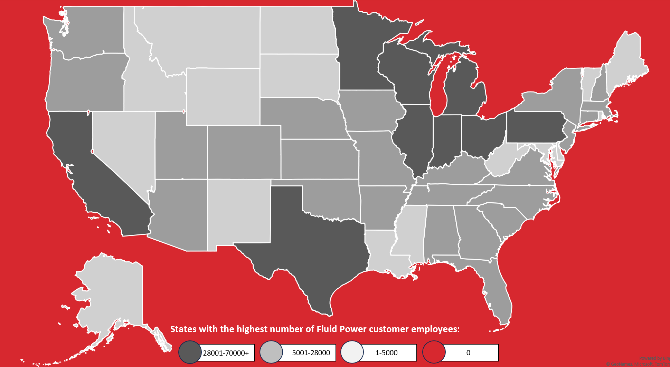 States with the highest number of Fluid Power customer employees:
28001-70000+ 5001-28000 1-5000 0